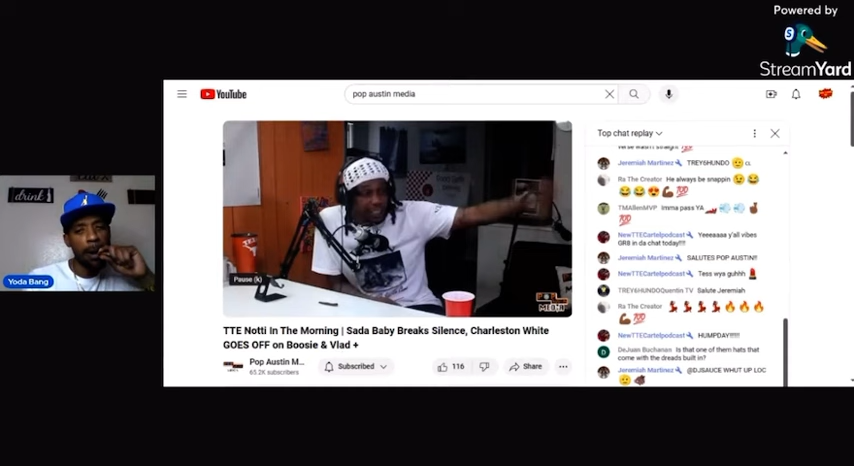 Powered by
StreamYard
YouTube
pop austin media
drink
Yoda Bang
Pause (k)
POP
MEDIA
TTE Notti In The Morning | Sada Baby Breaks Silence, Charleston White
GOES OFF on Boosie & Vlad +
Pop Austin M...
65.2K subscribers
Subscribed
116
Share
Top chat replay
verse wasn't straight 💯
Jeremiah Martinez TREY6HUNDO
Ra The Creator He always be snappin 😉😂
😂😂😍💪🏾💯
TMABenMVP Imma pass YA
💯
NewTTECartelpodcast Yeeeaaaa y'all vibes
GR8 in da chat today!!!!
Jeremiah Martinez SALUTES POP AUSTIN!!
NewTTECartelpodcast Tess wya guhhh
TREY6HUNDOQuentin TV Salute Jeremiah
Ra The Creator 💃🏾💃🏾💃🏾💃🏾🔥🔥🔥
💪🏾💯
NewTTECartelpodcast HUMPDAY!!!!!!
DeJuan Buchanan Is that one of them hats that
come with the dreads built in?
Jeremiah Martinez @DJSAUCE WHUT UP LOC